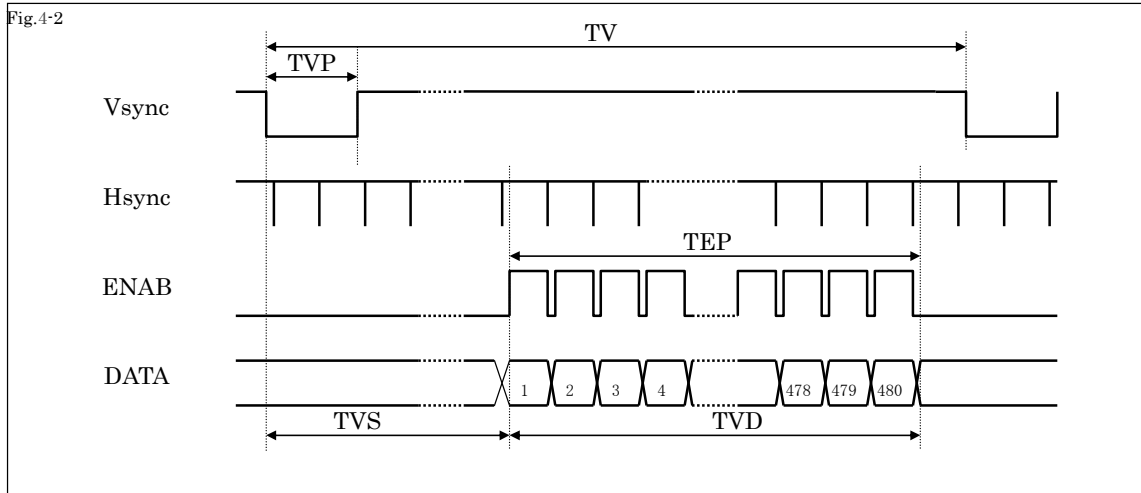 Fig.4-2
TV
TVP
Vsync
Hsync
TEP
ENAB
DATA
1 2 3 4 478 479 480
TVS TVD